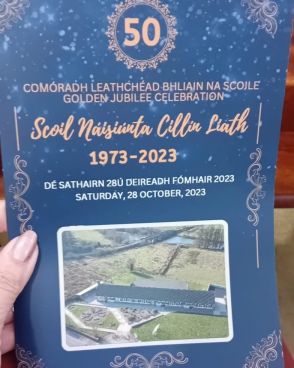 50
COMÓRADH LEATHCHÉAD BHLIAIN NA SCOILE
GOLDEN JUBILEE CELEBRATION
Scoil Náisiúnta Cillín Liath
1973-2023
DÉ SATHAIRN 28Ú DEIREADH FÓMHAIR 2023
SATURDAY, 28 OCTOBER, 2023